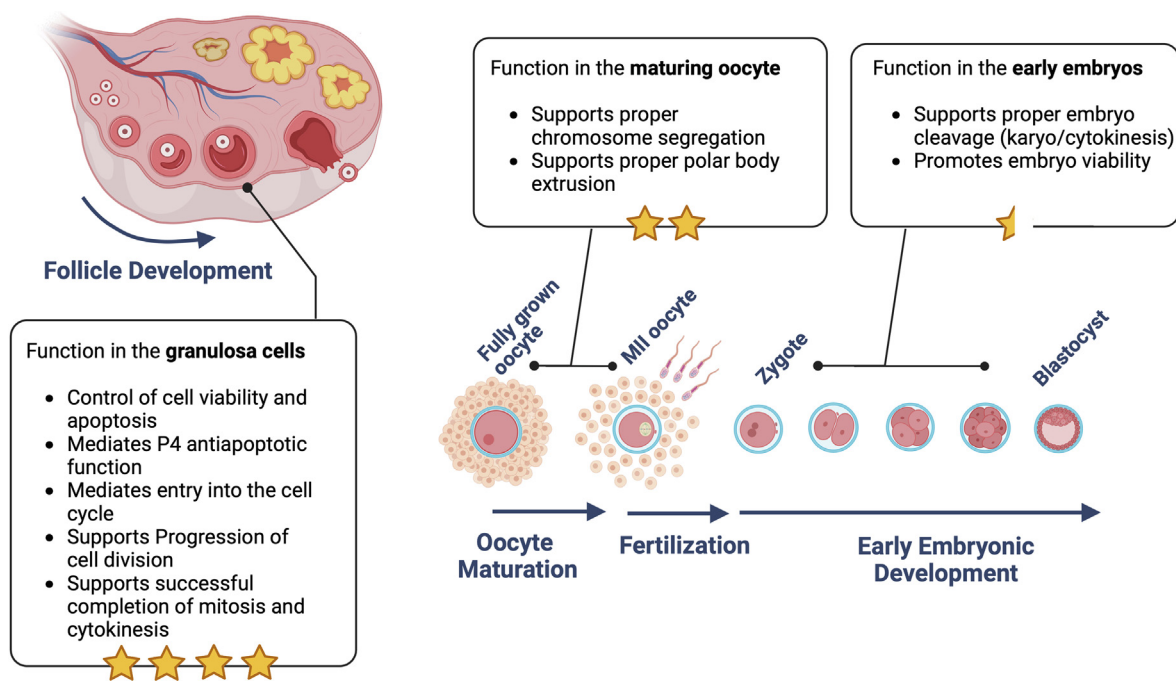 Follicle Development
Function in the granulosa cells
• Control of cell viability and
apoptosis
• Mediates P4 antiapoptotic
function
• Mediates entry into the cell
cycle
• Supports Progression of
cell division
• Supports successful
completion of mitosis and
cytokinesis
Function in the maturing oocyte
• Supports proper
chromosome segregation
• Supports proper polar body
extrusion
Function in the early embryos
• Supports proper embryo
cleavage (karyo/cytokinesis)
• Promotes embryo viability
Fully grown
oocyte
MII oocyte
Zygote
Blastocyst
Oocyte
Maturation
Fertilization
Early Embryonic
Development